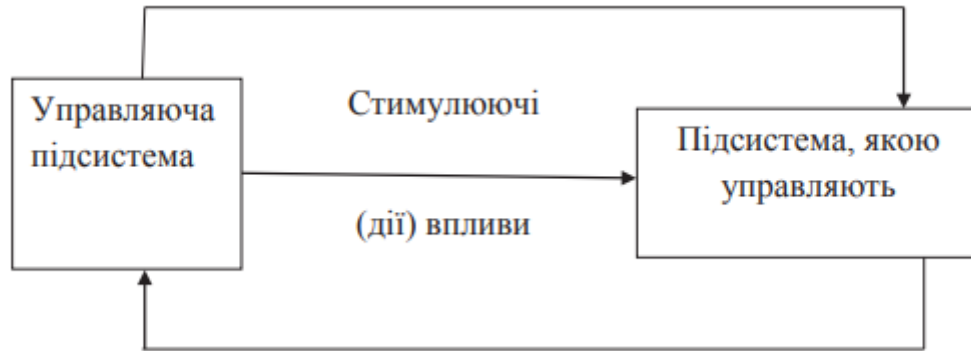 Управляюча
підсистема
Стимулюючі
(дії) впливи
Підсистема, якою
управляють